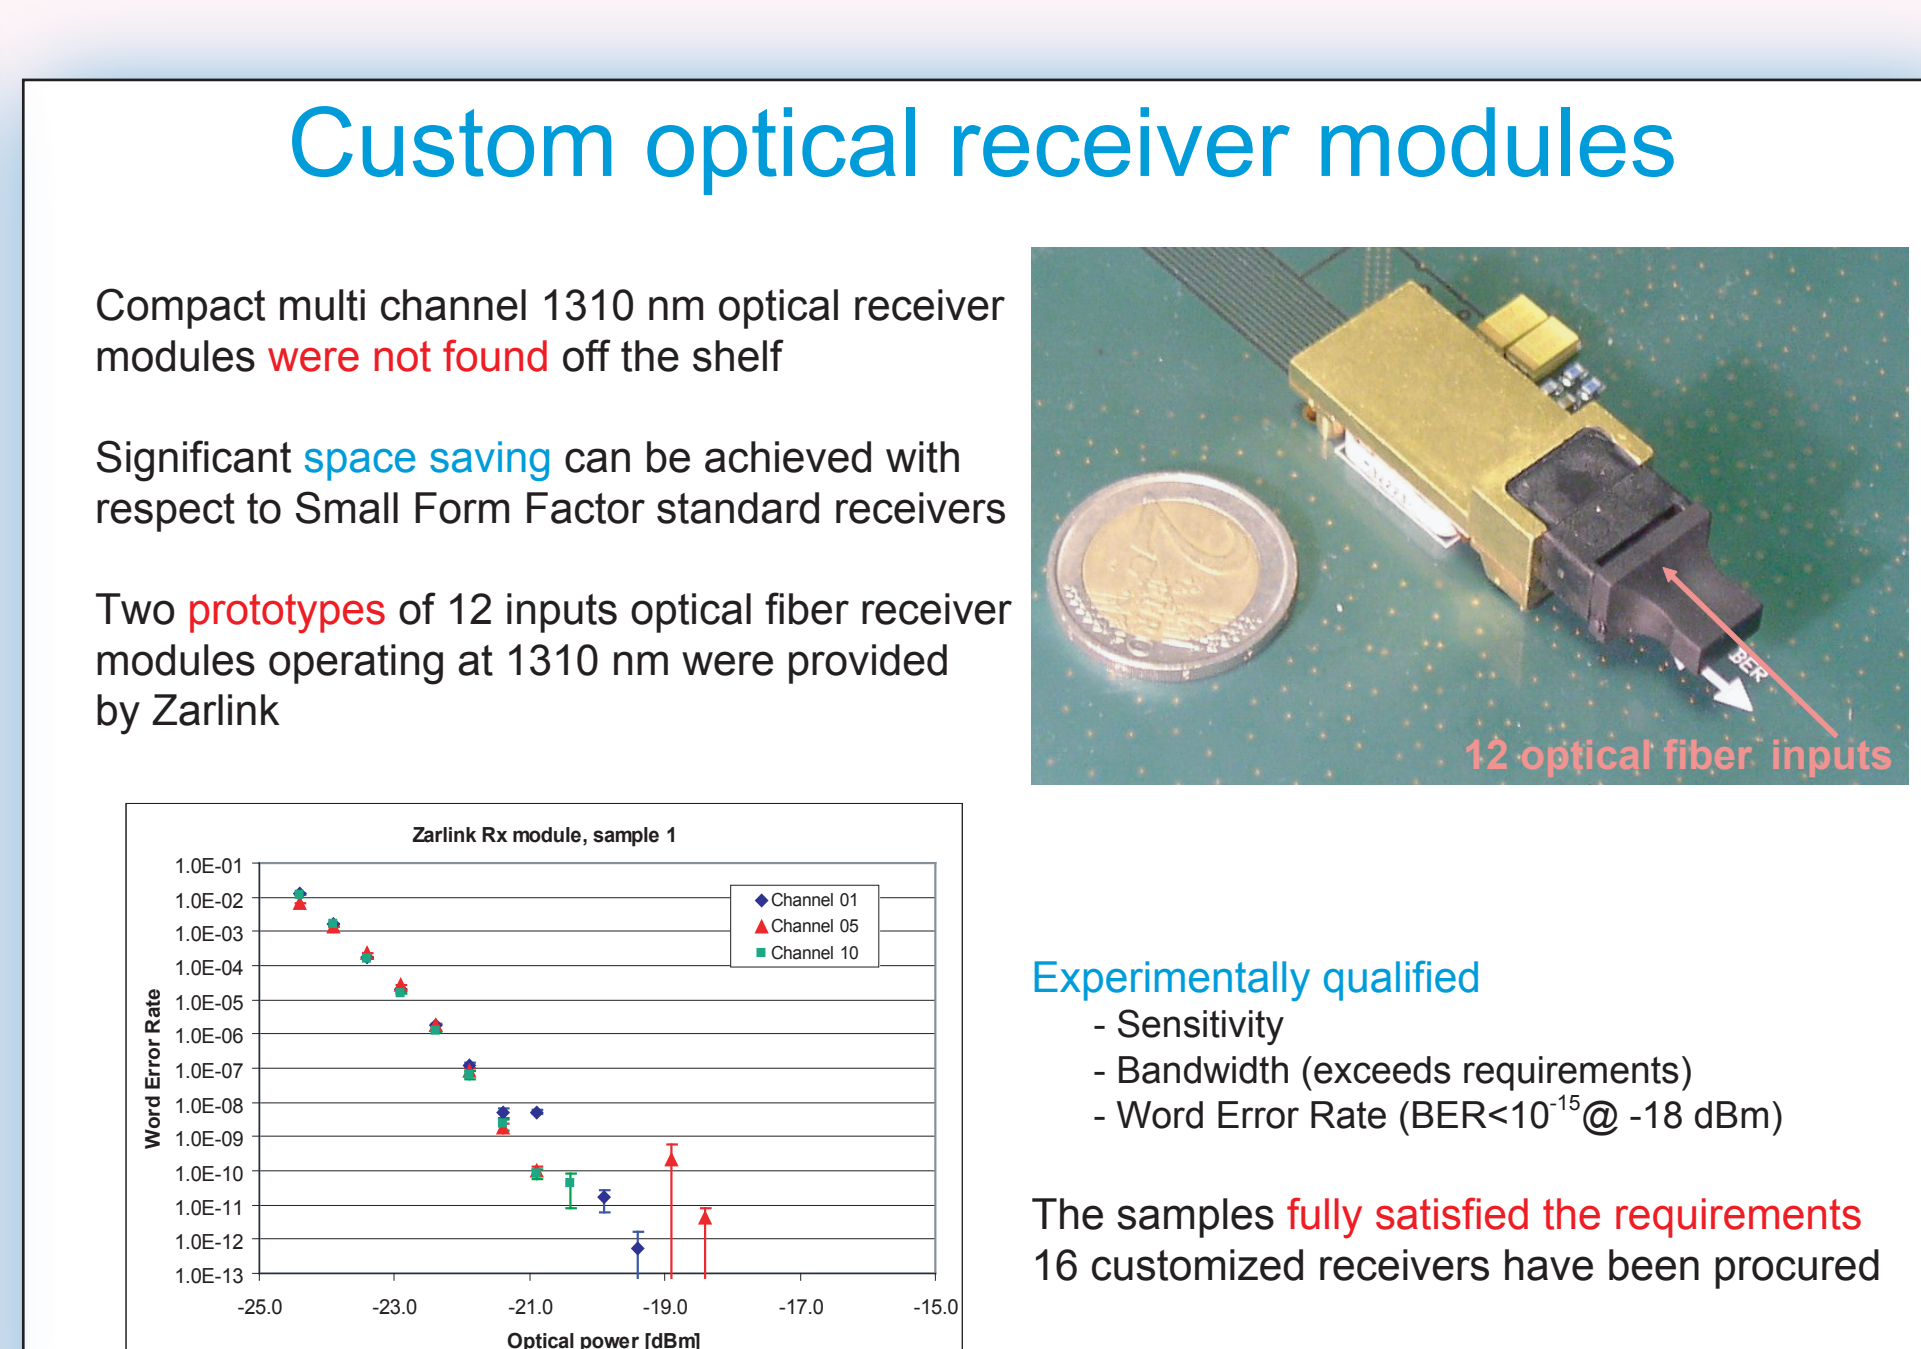 Custom optical receiver modules
Compact multi channel 1310 nm optical receiver
modules were not found off the shelf
Significant space saving can be achieved with
respect to Small Form Factor standard receivers
Two prototypes of 12 inputs optical fiber receiver
modules operating at 1310 nm were provided
by Zarlink
BER
12 optical fiber inputs
Zarlink Rx module, sample 1
1.0E-01
1.0E-02
1.0E-03
1.0E-04
1.0E-05
1.0E-06
1.0E-07
1.0E-08
1.0E-09
1.0E-10
1.0E-11
1.0E-12
1.0E-13
Word Error Rate
Channel 01
Channel 05
Channel 10
-25.0 -23.0 -21.0 -19.0 -17.0 -15.0
Optical power [dBm]
Experimentally qualified
- Sensitivity
- Bandwidth (exceeds requirements)
- Word Error Rate (BER<10⁻¹⁵@ -18 dBm)
The samples fully satisfied the requirements
16 customized receivers have been procured